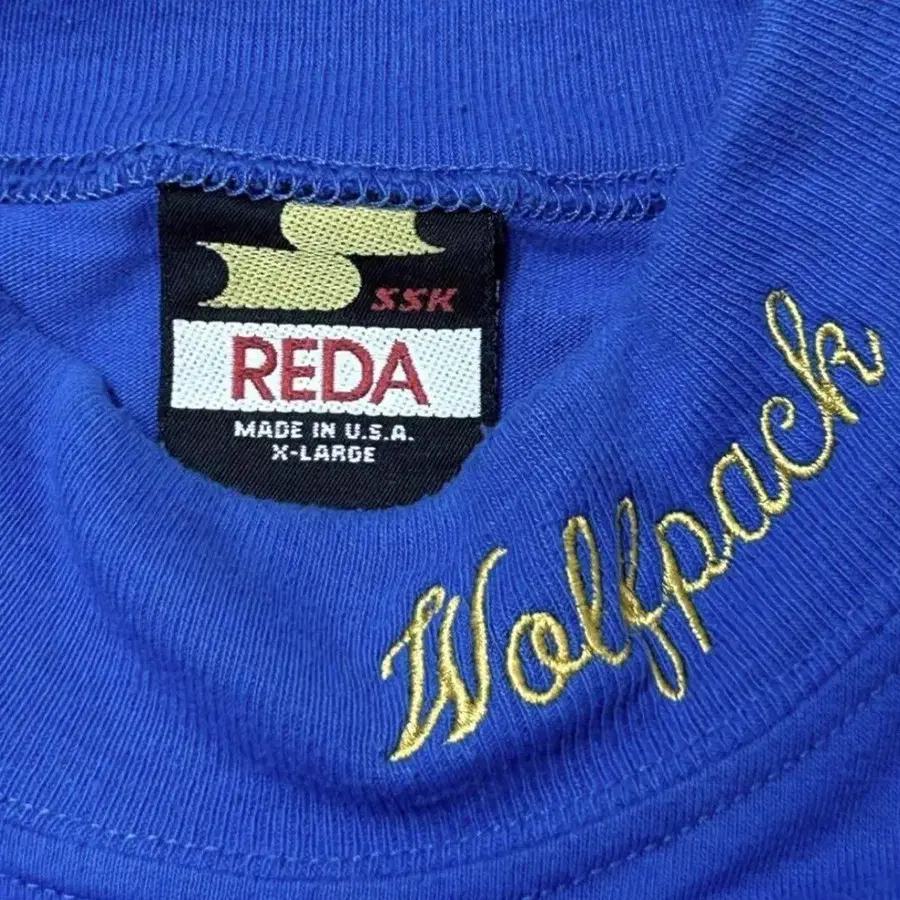 SSK
REDA
MADE IN U.S.A.
X-LARGE
Wolfpack